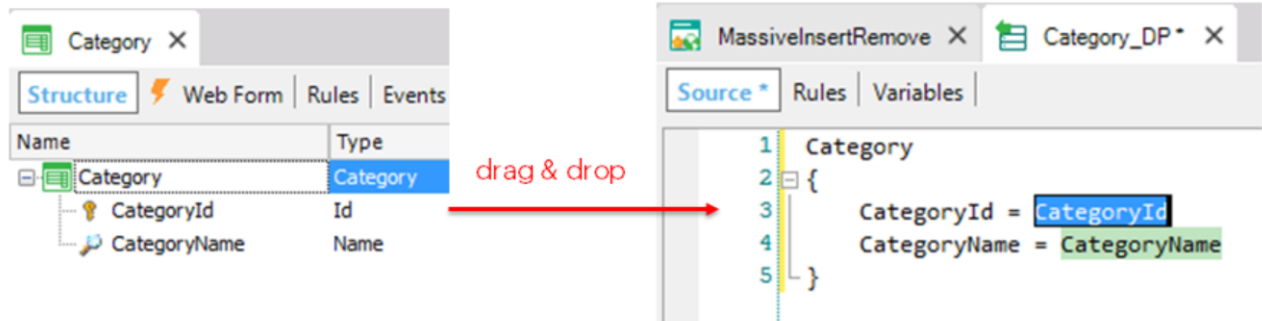 Category
Structure Web Form Rules Events
Name Type
Category Category
CategoryId Id
CategoryName Name
drag & drop
MassiveInsertRemove Category_DP*
Source * Rules Variables
1 Category
2 {
3 CategoryId = CategoryId
4 CategoryName = CategoryName
5 }